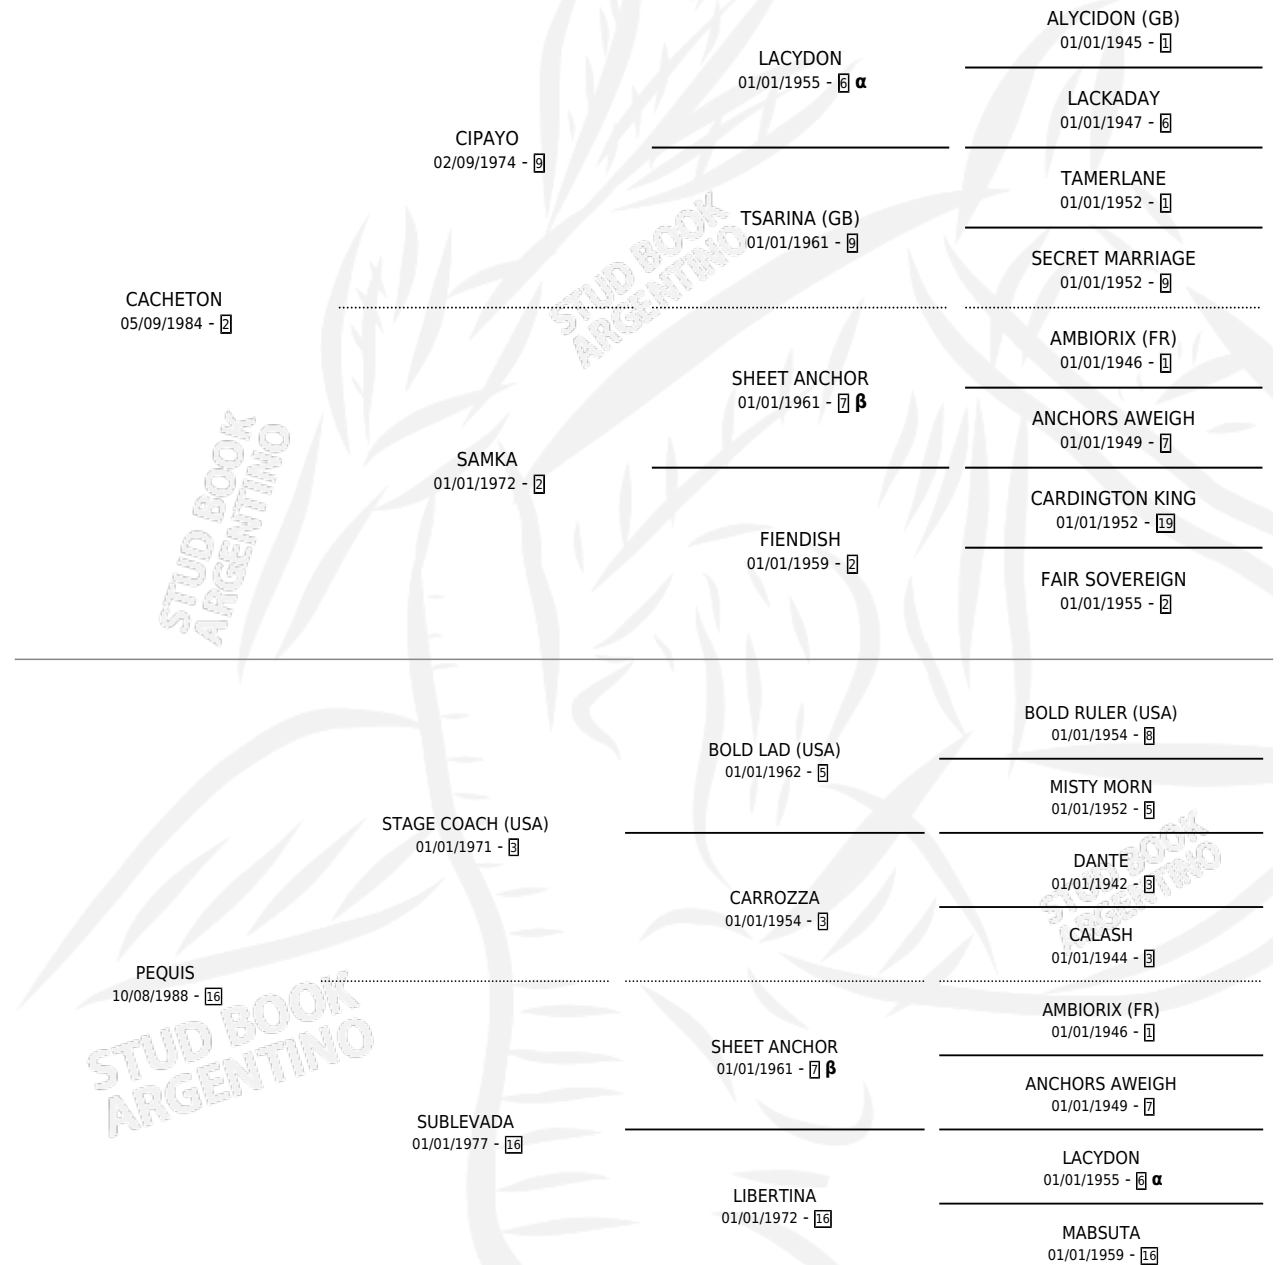 ALYCIDON (GB)
01/01/1945 - 1
LACYDON
01/01/1955 - 6 α
LACKADAY
01/01/1947 - 6
CIPAYO
02/09/1974 - 9
TAMERLANE
01/01/1952 - 1
TSARINA (GB)
01/01/1961 - 9
SECRET MARRIAGE
01/01/1952 - 9
CACHETON
05/09/1984 - 2
AMBIORIX (FR)
01/01/1946 - 1
SHEET ANCHOR
01/01/1961 - 7 β
ANCHORS AWEIGH
01/01/1949 - 7
SAMKA
01/01/1972 - 2
CARDINGTON KING
01/01/1952 - 19
FIENDISH
01/01/1959 - 2
FAIR SOVEREIGN
01/01/1955 - 2
STUD BOOK
ARGENTINO
STUD BOOK
ARGENTINO
BOLD RULER (USA)
01/01/1954 - 8
BOLD LAD (USA)
01/01/1962 - 5
MISTY MORN
01/01/1952 - 5
STAGE COACH (USA)
01/01/1971 - 3
DANTE
01/01/1942 - 3
CARROZZA
01/01/1954 - 3
CALASH
01/01/1944 - 3
PEQUIS
10/08/1988 - 16
AMBIORIX (FR)
01/01/1946 - 1
SHEET ANCHOR
01/01/1961 - 7 β
ANCHORS AWEIGH
01/01/1949 - 7
SUBLEVADA
01/01/1977 - 16
LACYDON
01/01/1955 - 6 α
LIBERTINA
01/01/1972 - 16
MABSUTA
01/01/1959 - 16
STUD BOOK
ARGENTINO
STUD BOOK
ARGENTINO